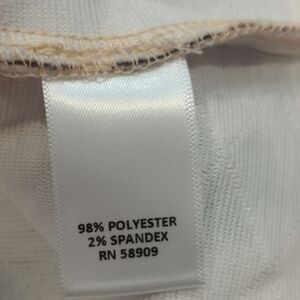 98% POLYESTER
2% SPANDEX
RN 58909